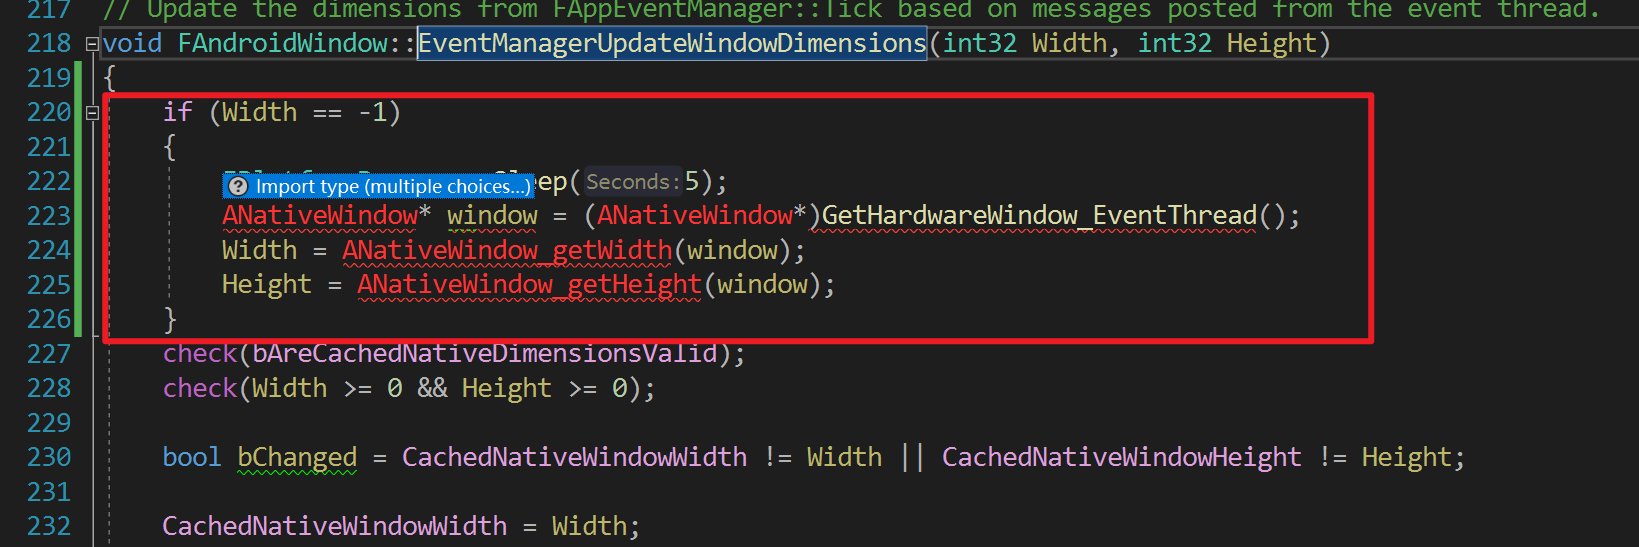 217 // Update the dimensions from FAppEventManager::Tick based on messages posted from the event thread.
218 void FAndroidWindow::EventManagerUpdateWindowDimensions(int32 Width, int32 Height)
219 {
220 if (Width == -1)
221 {
222 Sleep(Seconds:5);
Import type (multiple choices...)
223 ANativeWindow* window = (ANativeWindow*)GetHardwareWindow_EventThread();
224 Width = ANativeWindow_getWidth(window);
225 Height = ANativeWindow_getHeight(window);
226 }
227 check(bAreCachedNativeDimensionsValid);
228 check(Width >= 0 && Height >= 0);
229
230 bool bChanged = CachedNativeWindowWidth != Width || CachedNativeWindowHeight != Height;
231
232 CachedNativeWindowWidth = Width;